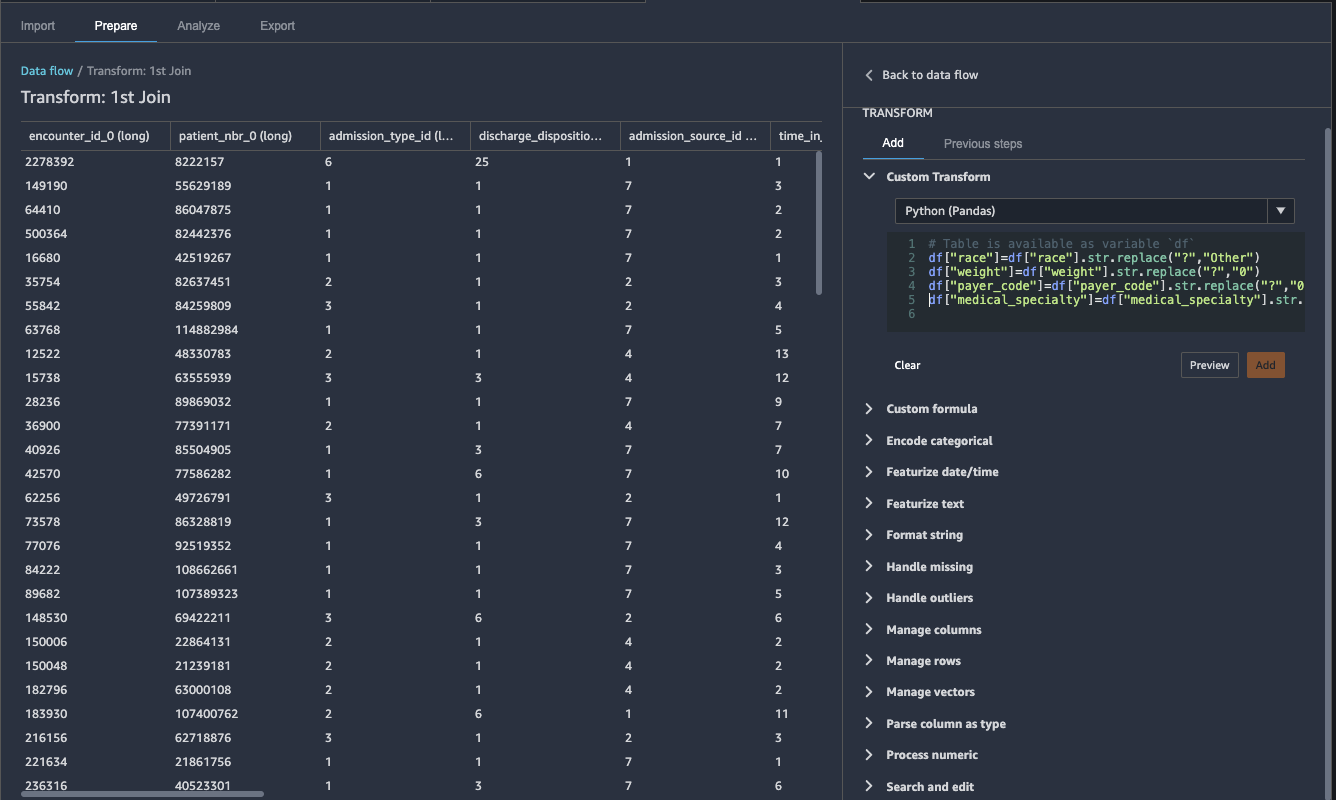 Import Prepare Analyze Export
Data flow / Transform: 1st Join
Transform: 1st Join
encounter_id_0 (long) patient_nbr_0 (long) admission_type_id (l... discharge_dispositio... admission_source_id ... time_in_
2278392 8222157 6 25 1 1
149190 55629189 1 1 7 3
64410 86047875 1 1 7 2
500364 82442376 1 1 7 2
16680 42519267 1 1 7 1
35754 82637451 2 1 2 3
55842 84259809 3 1 2 4
63768 114882984 1 1 7 5
12522 48330783 2 1 4 13
15738 63555939 3 3 4 12
28236 89869032 1 1 7 9
36900 77391171 2 1 4 7
40926 85504905 1 3 7 7
42570 77586282 1 6 7 10
62256 49726791 3 1 2 1
73578 86328819 1 3 7 12
77076 92519352 1 1 7 4
84222 108662661 1 1 7 3
89682 107389323 1 1 7 5
148530 69422211 3 6 2 6
150006 22864131 2 1 4 2
150048 21239181 2 1 4 2
182796 63000108 2 1 4 2
183930 107400762 2 6 1 11
216156 62718876 3 1 2 3
221634 21861756 1 1 7 1
236316 40523301 1 3 7 6
Back to data flow
TRANSFORM
Add Previous steps
Custom Transform
Python (Pandas)
1 # Table is available as variable `df`
2 df["race"]=df["race"].str.replace("?","Other")
3 df["weight"]=df["weight"].str.replace("?","0")
4 df["payer_code"]=df["payer_code"].str.replace("?","0
5 df["medical_specialty"]=df["medical_specialty"].str.
6
Clear Preview Add
Custom formula
Encode categorical
Featurize date/time
Featurize text
Format string
Handle missing
Handle outliers
Manage columns
Manage rows
Manage vectors
Parse column as type
Process numeric
Search and edit